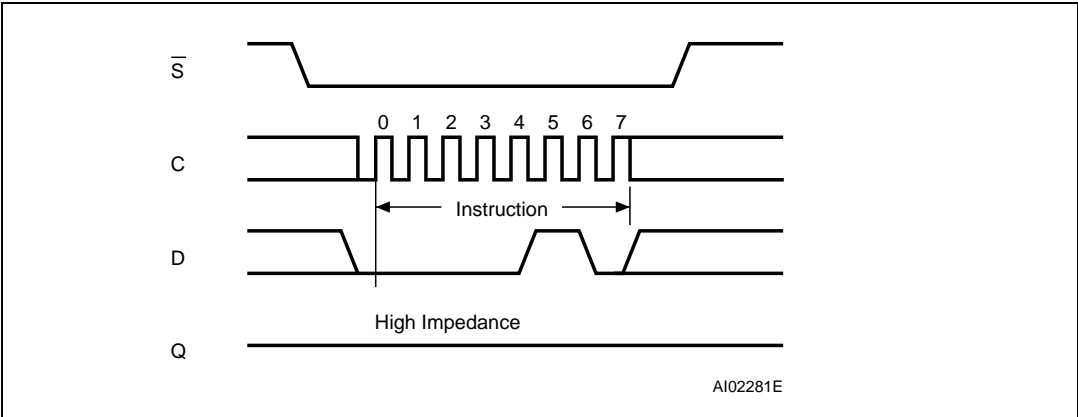 S̅
0 1 2 3 4 5 6 7
C
Instruction
D
High Impedance
Q
AI02281E